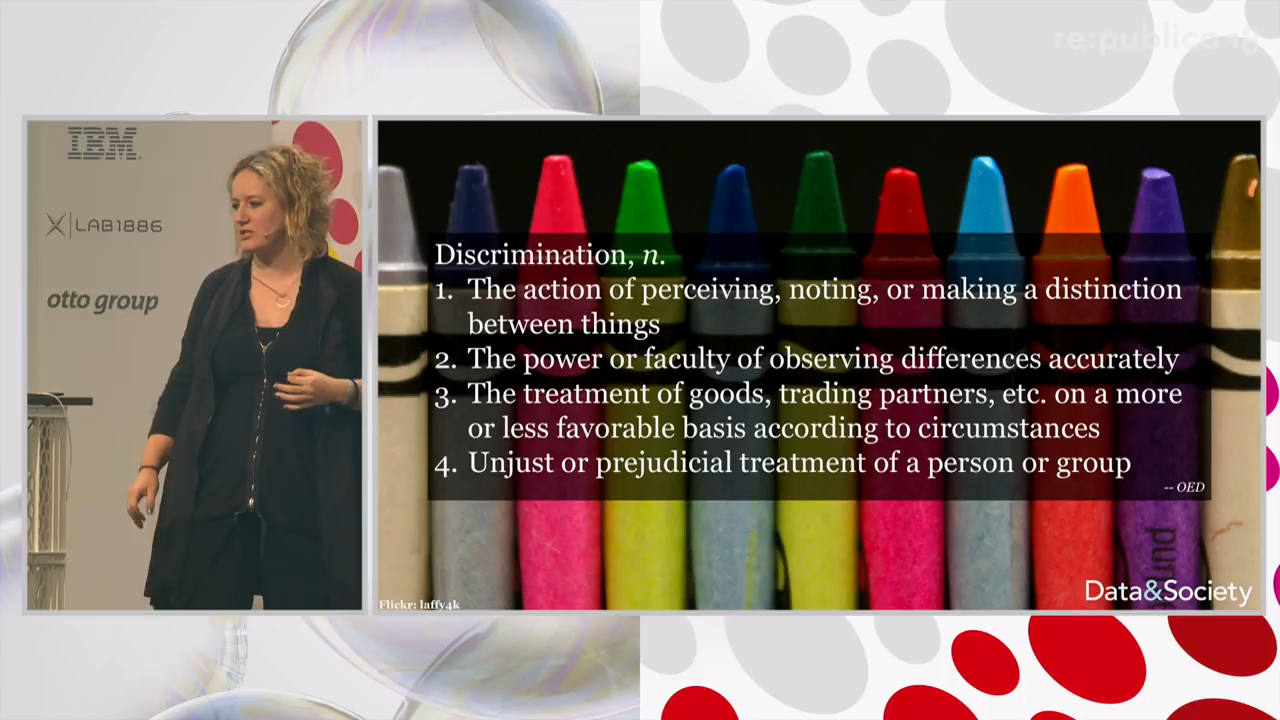 re:publica 18
IBM
LAB1886
otto group
Discrimination, n.
1. The action of perceiving, noting, or making a distinction
between things
2. The power or faculty of observing differences accurately
3. The treatment of goods, trading partners, etc. on a more
or less favorable basis according to circumstances
4. Unjust or prejudicial treatment of a person or group
-- OED
Flickr: laffy4k
Data&Society